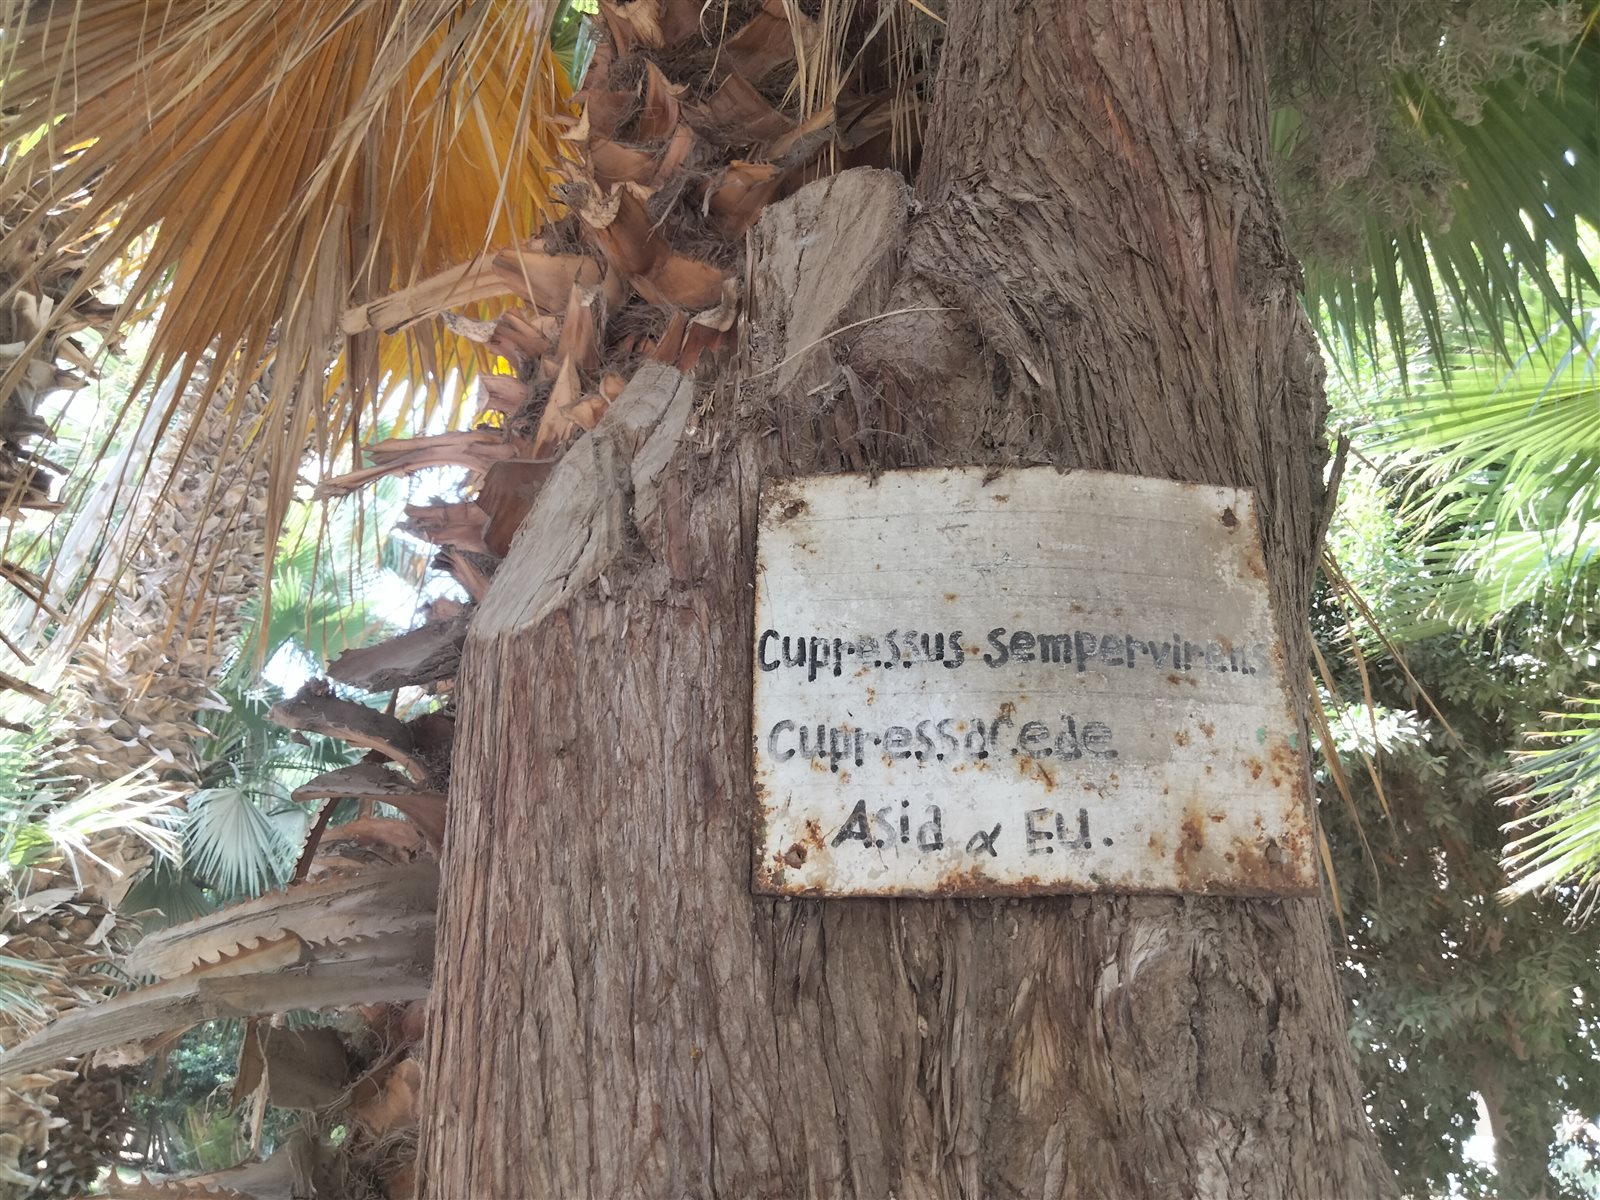 Cupressus sempervirens
Cupressaceae
Asia & Eu.